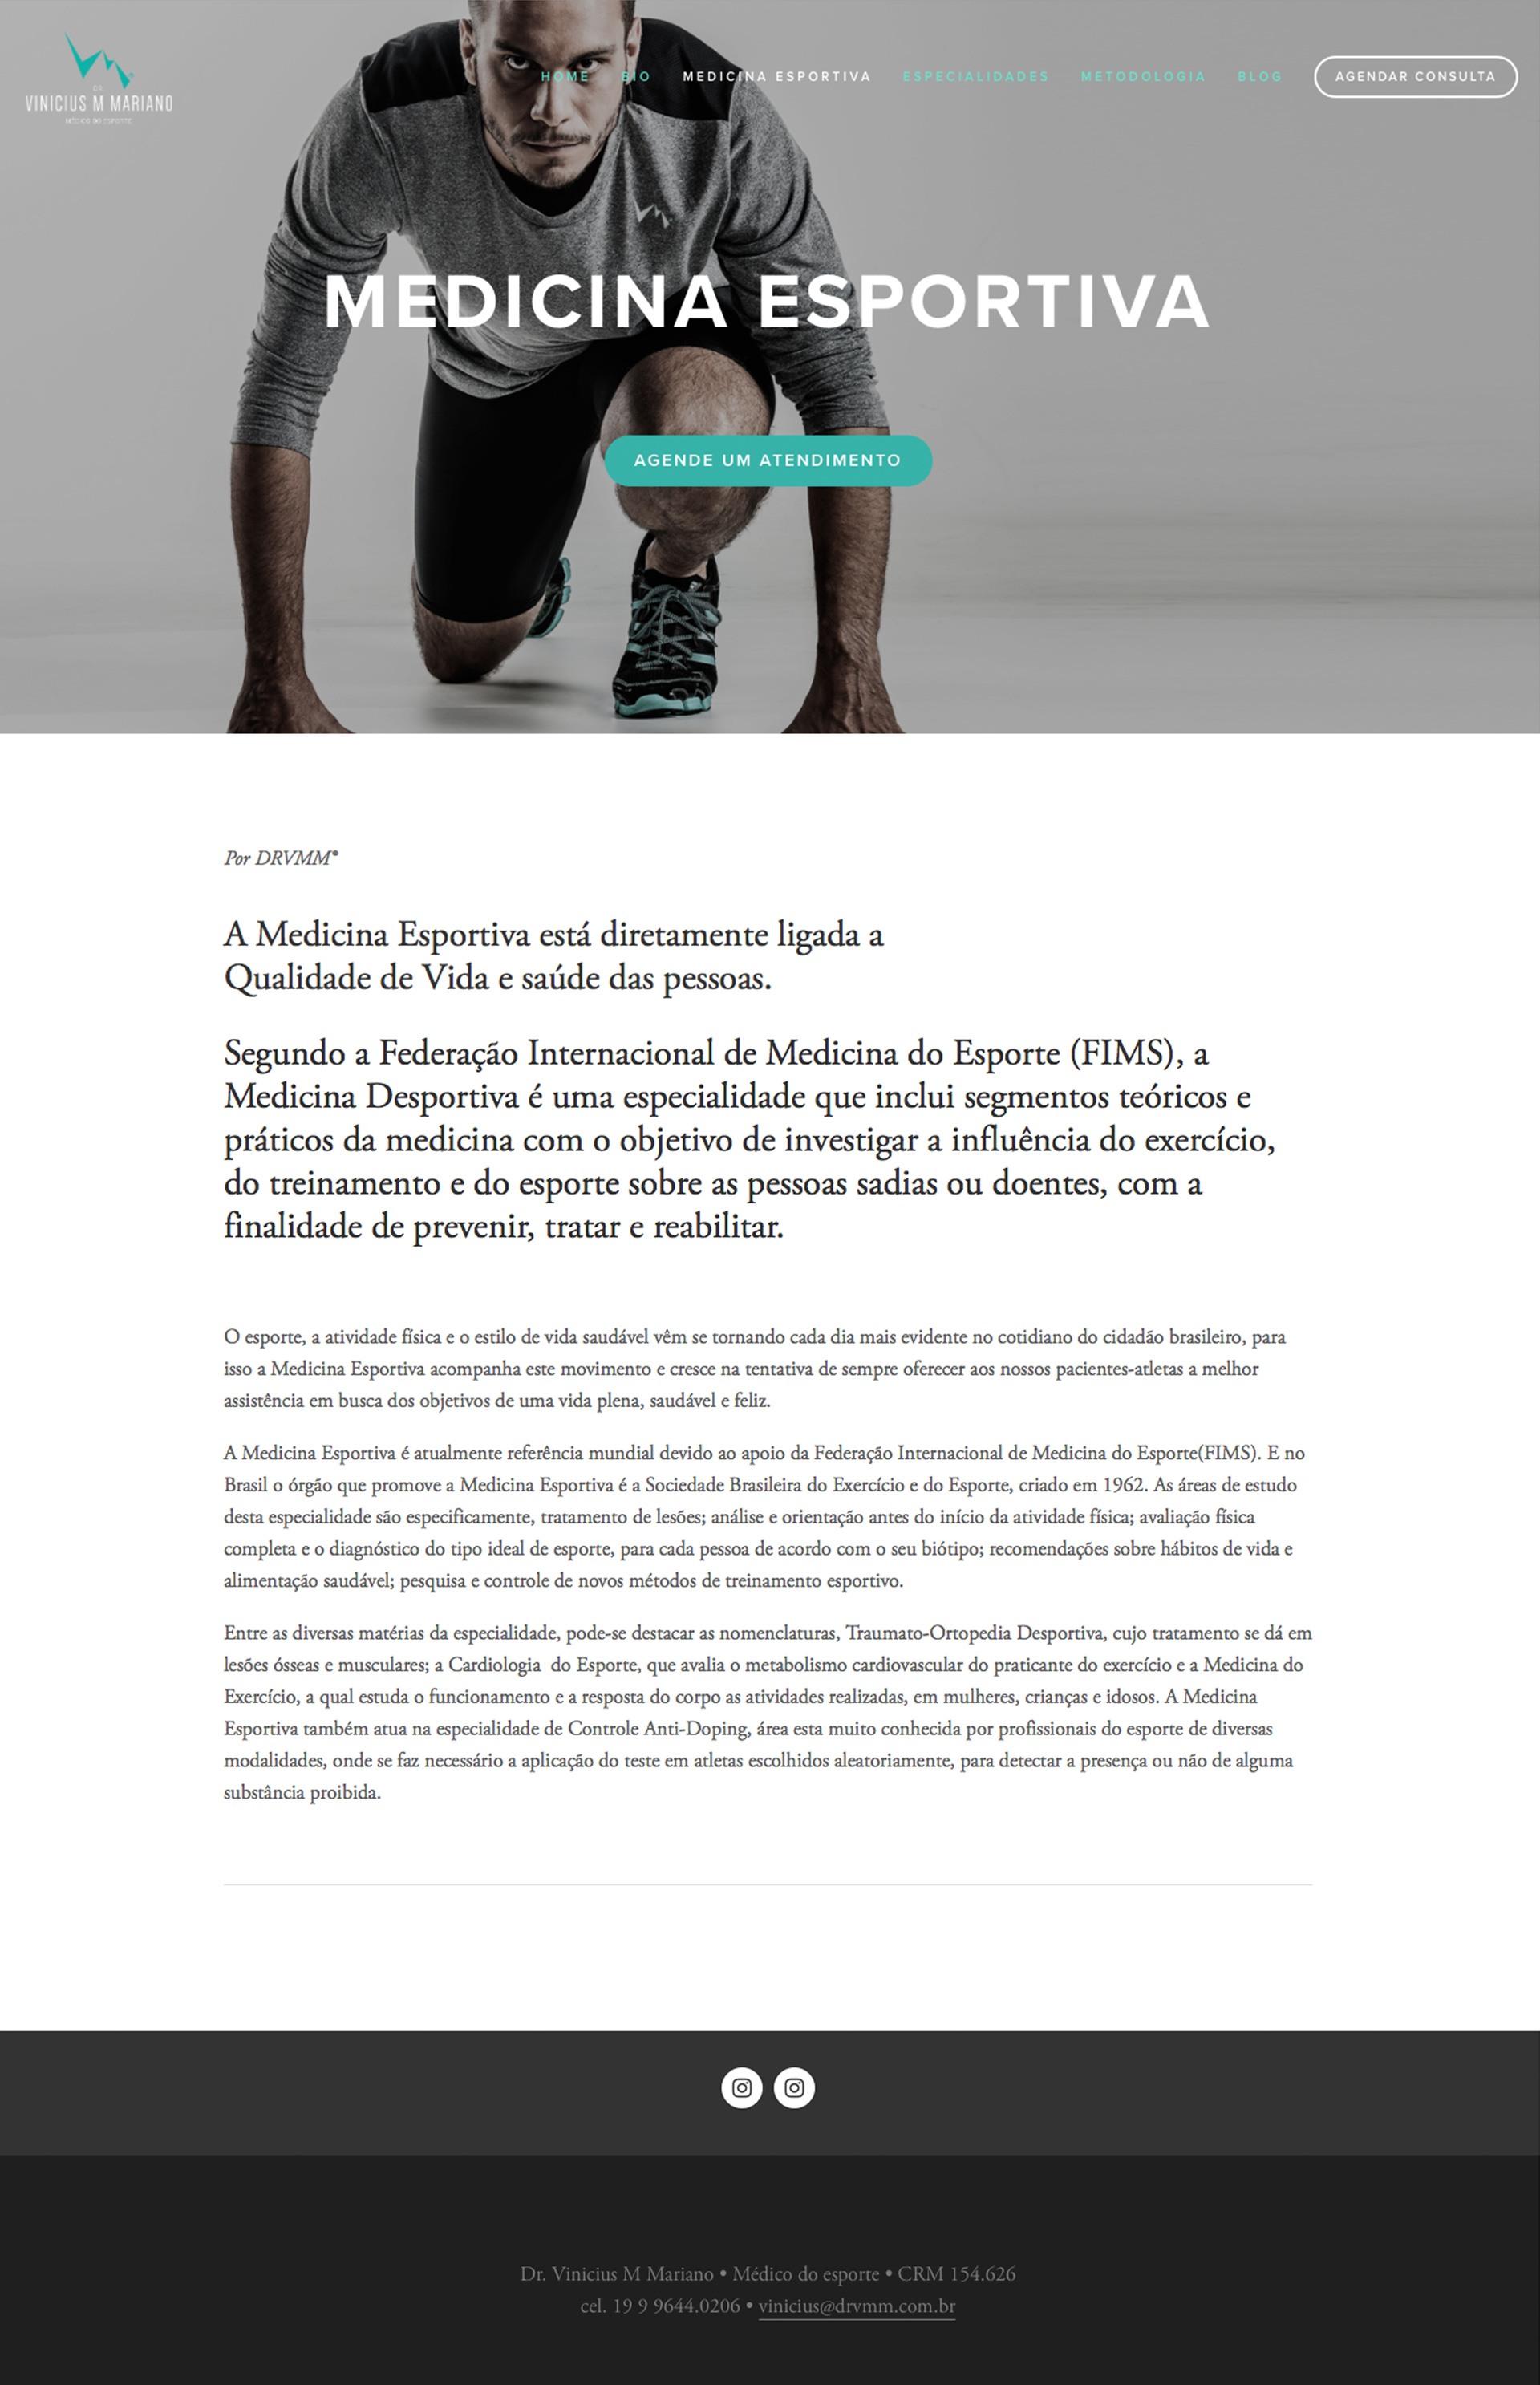 DR.
VINICIUS M MARIANO
MÉDICO DO ESPORTE
HOME BIO MEDICINA ESPORTIVA ESPECIALIDADES METODOLOGIA BLOG AGENDAR CONSULTA
MEDICINA ESPORTIVA
AGENDE UM ATENDIMENTO
Por DRVMM®
A Medicina Esportiva está diretamente ligada a
Qualidade de Vida e saúde das pessoas.
Segundo a Federação Internacional de Medicina do Esporte (FIMS), a
Medicina Desportiva é uma especialidade que inclui segmentos teóricos e
práticos da medicina com o objetivo de investigar a influência do exercício,
do treinamento e do esporte sobre as pessoas sadias ou doentes, com a
finalidade de prevenir, tratar e reabilitar.
O esporte, a atividade física e o estilo de vida saudável vêm se tornando cada dia mais evidente no cotidiano do cidadão brasileiro, para
isso a Medicina Esportiva acompanha este movimento e cresce na tentativa de sempre oferecer aos nossos pacientes-atletas a melhor
assistência em busca dos objetivos de uma vida plena, saudável e feliz.
A Medicina Esportiva é atualmente referência mundial devido ao apoio da Federação Internacional de Medicina do Esporte(FIMS). E no
Brasil o órgão que promove a Medicina Esportiva é a Sociedade Brasileira do Exercício e do Esporte, criado em 1962. As áreas de estudo
desta especialidade são especificamente, tratamento de lesões; análise e orientação antes do início da atividade física; avaliação física
completa e o diagnóstico do tipo ideal de esporte, para cada pessoa de acordo com o seu biótipo; recomendações sobre hábitos de vida e
alimentação saudável; pesquisa e controle de novos métodos de treinamento esportivo.
Entre as diversas matérias da especialidade, pode-se destacar as nomenclaturas, Traumato-Ortopedia Desportiva, cujo tratamento se dá em
lesões ósseas e musculares; a Cardiologia  do Esporte, que avalia o metabolismo cardiovascular do praticante do exercício e a Medicina do
Exercício, a qual estuda o funcionamento e a resposta do corpo as atividades realizadas, em mulheres, crianças e idosos. A Medicina
Esportiva também atua na especialidade de Controle Anti-Doping, área esta muito conhecida por profissionais do esporte de diversas
modalidades, onde se faz necessário a aplicação do teste em atletas escolhidos aleatoriamente, para detectar a presença ou não de alguma
substância proibida.
Dr. Vinicius M Mariano • Médico do esporte • CRM 154.626
cel. 19 9 9644.0206 • vinicius@drvmm.com.br